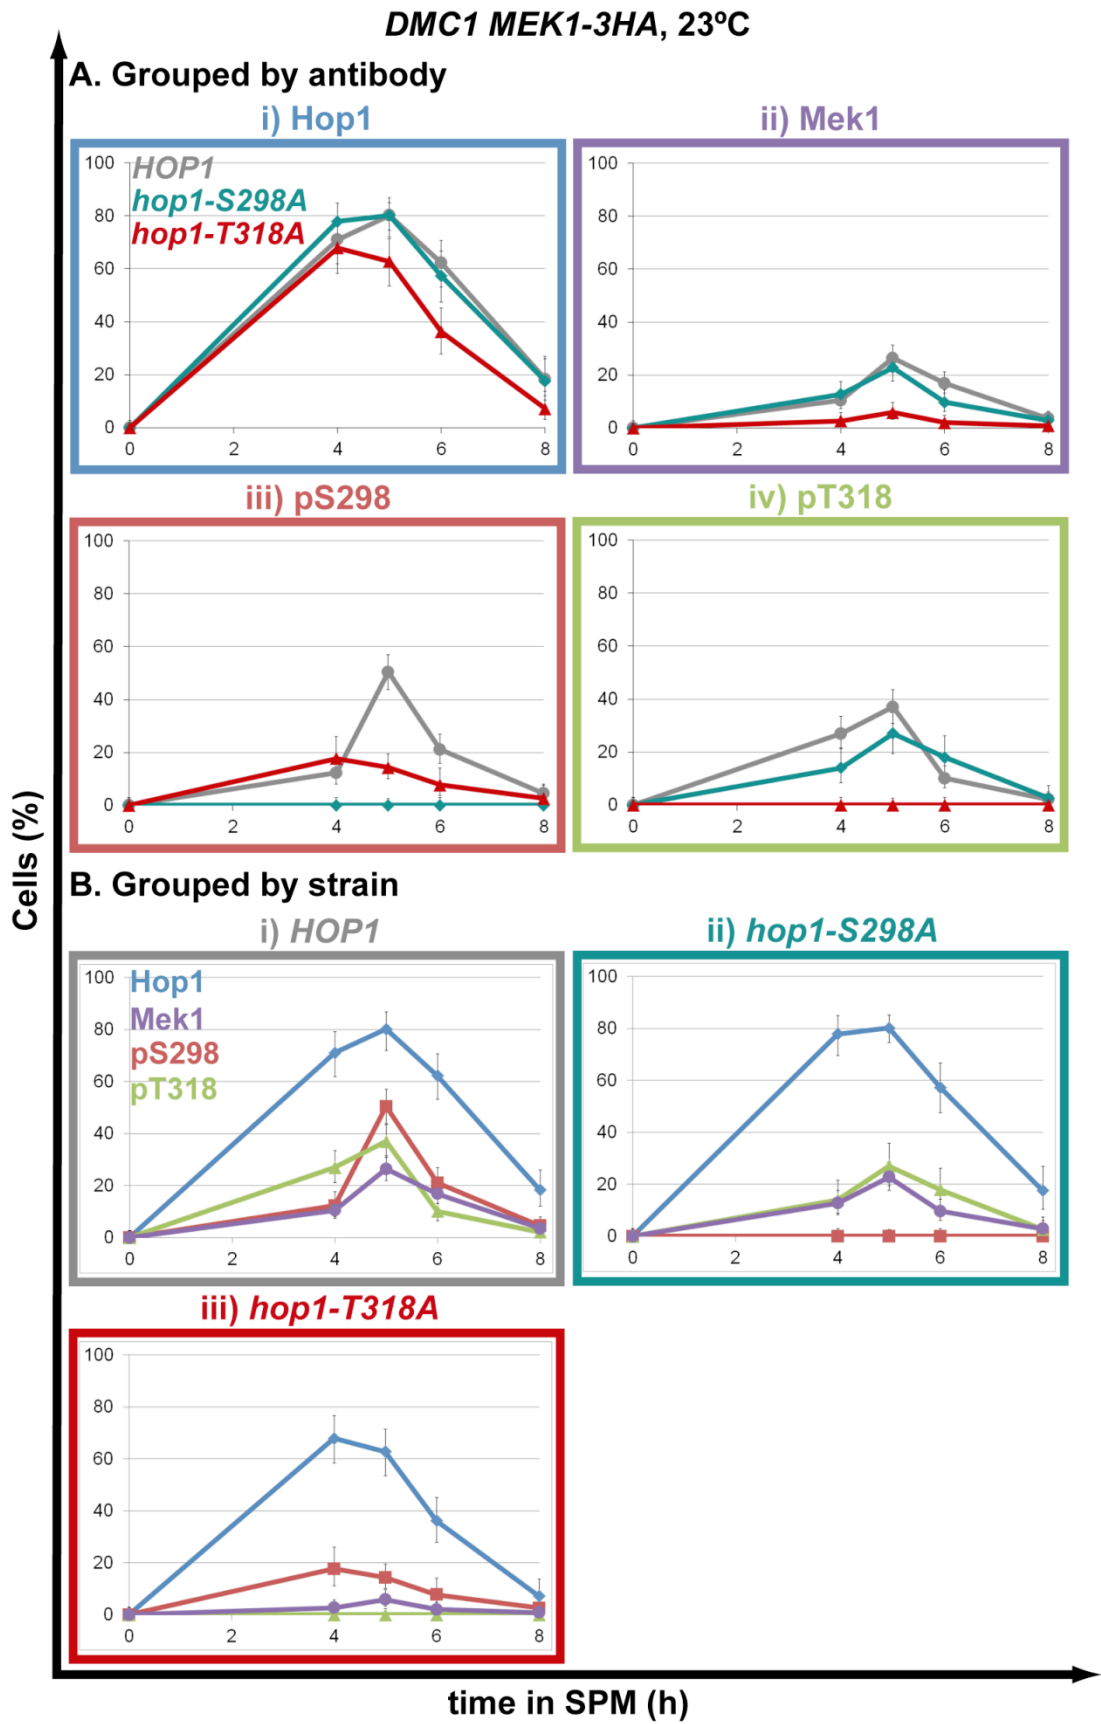 DMC1 MEK1-3HA, 23ºC
A. Grouped by antibody
i) Hop1
ii) Mek1
100
80
60
40
20
0
0 2 4 6 8
HOP1
hop1-S298A
hop1-T318A
100
80
60
40
20
0
0 2 4 6 8
iii) pS298
iv) pT318
100
80
60
40
20
0
0 2 4 6 8
100
80
60
40
20
0
0 2 4 6 8
B. Grouped by strain
i) HOP1
ii) hop1-S298A
100
80
60
40
20
0
0 2 4 6 8
Hop1
Mek1
pS298
pT318
100
80
60
40
20
0
0 2 4 6 8
iii) hop1-T318A
100
80
60
40
20
0
0 2 4 6 8
Cells (%)
time in SPM (h)